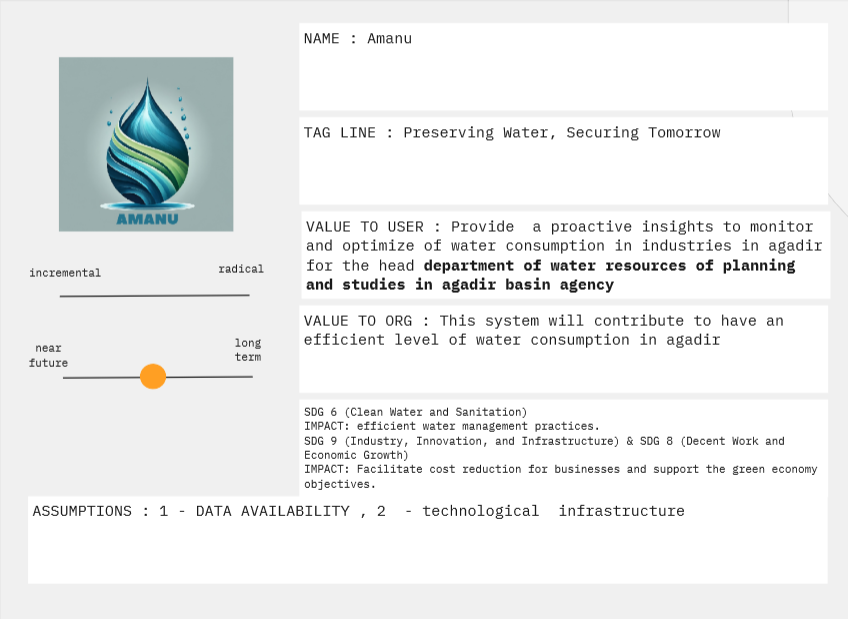 AMANU
incremental
radical
near
future
long
term
NAME : Amanu
TAG LINE : Preserving Water, Securing Tomorrow
VALUE TO USER : Provide  a proactive insights to monitor
and optimize of water consumption in industries in agadir
for the head department of water resources of planning
and studies in agadir basin agency
VALUE TO ORG : This system will contribute to have an
efficient level of water consumption in agadir
SDG 6 (Clean Water and Sanitation)
IMPACT: efficient water management practices.
SDG 9 (Industry, Innovation, and Infrastructure) & SDG 8 (Decent Work and
Economic Growth)
IMPACT: Facilitate cost reduction for businesses and support the green economy
objectives.
ASSUMPTIONS : 1 - DATA AVAILABILITY , 2  - technological  infrastructure